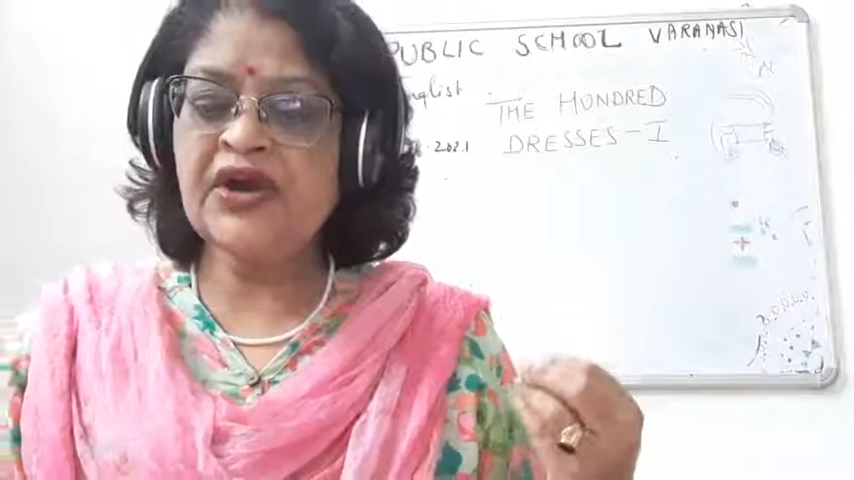 PUBLIC SCHOOL VARANASI
English
THE HUNDRED
.2021 DRESSES-I